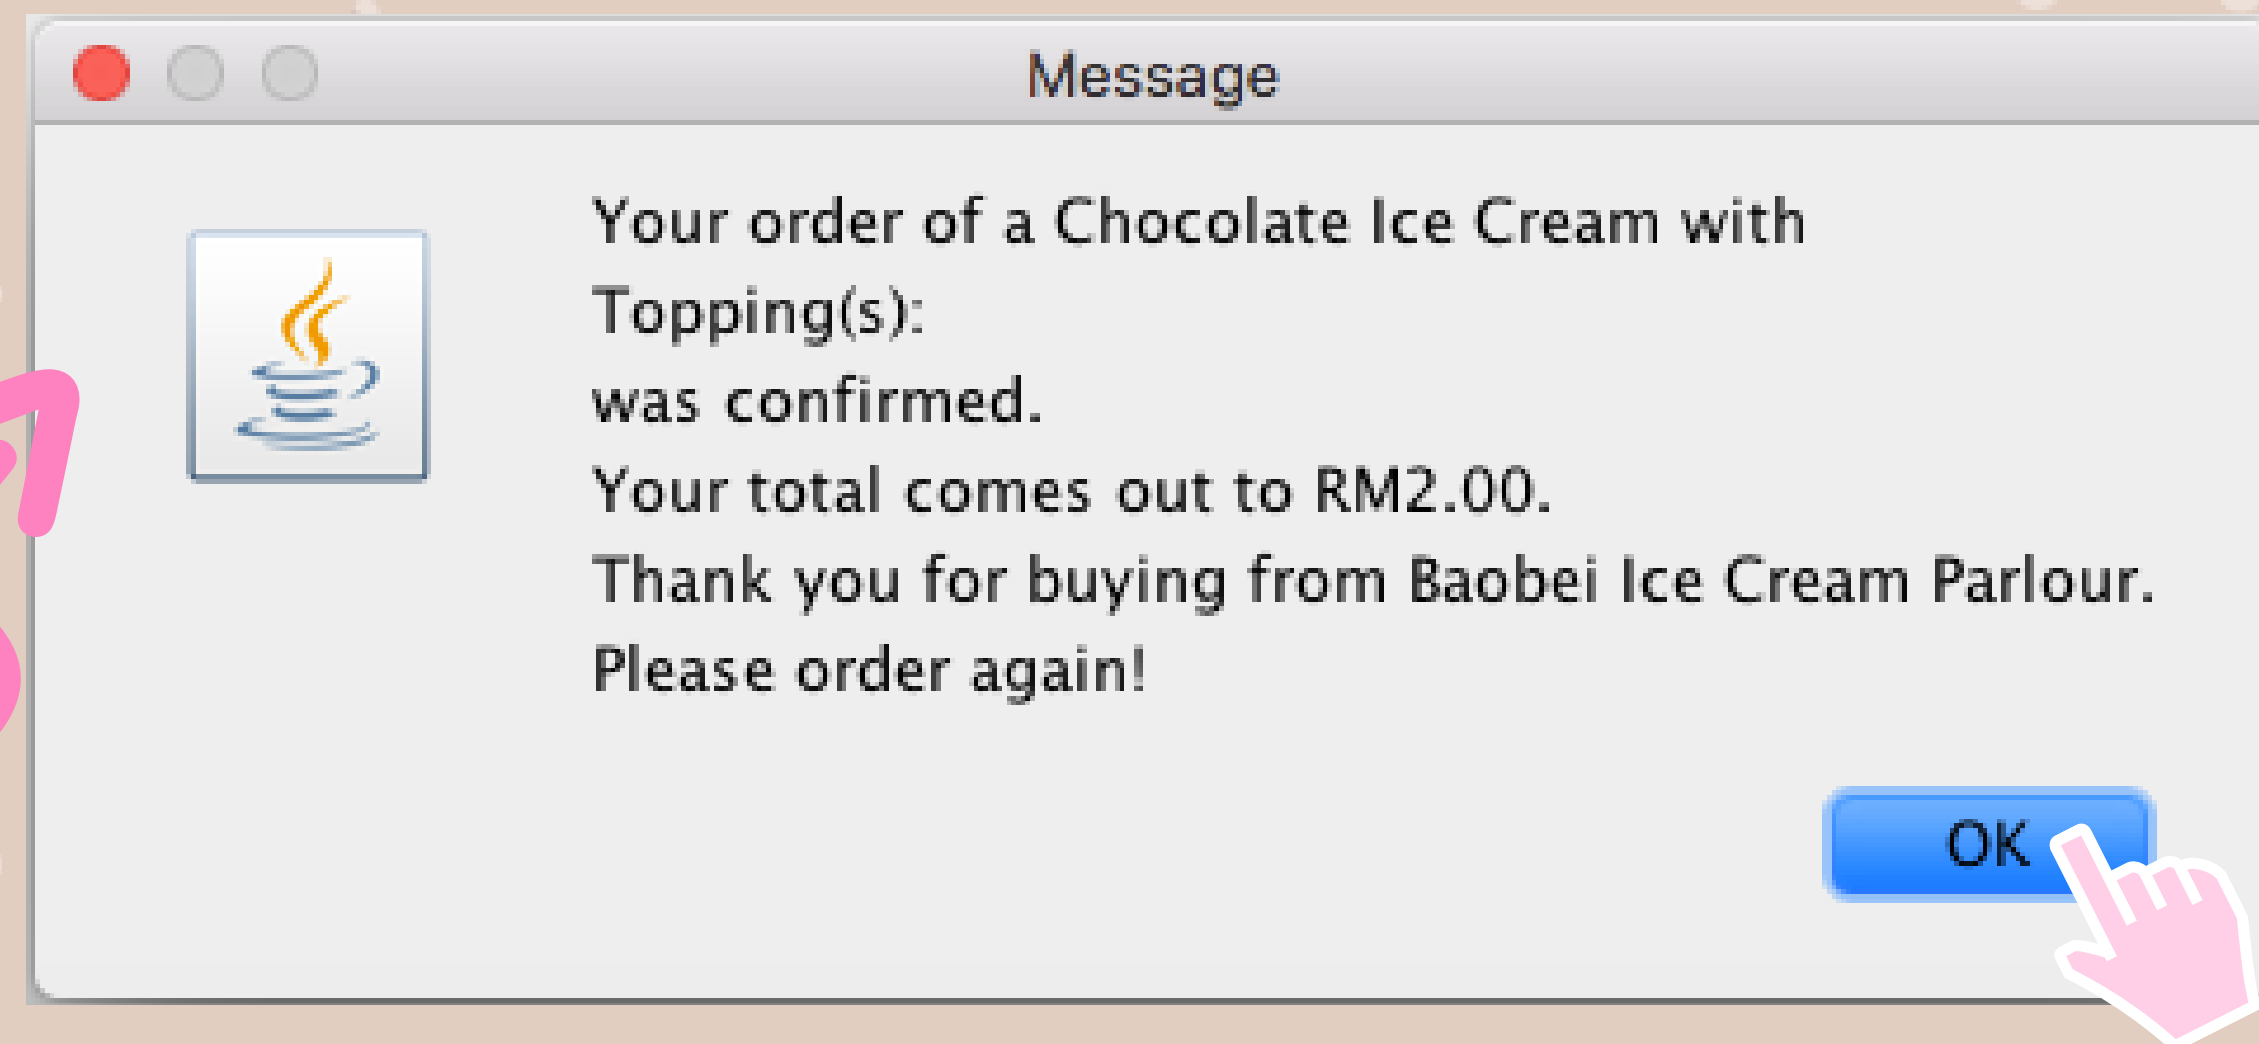 Message
Your order of a Chocolate Ice Cream with
Topping(s):
was confirmed.
Your total comes out to RM2.00.
Thank you for buying from Baobei Ice Cream Parlour.
Please order again!
OK